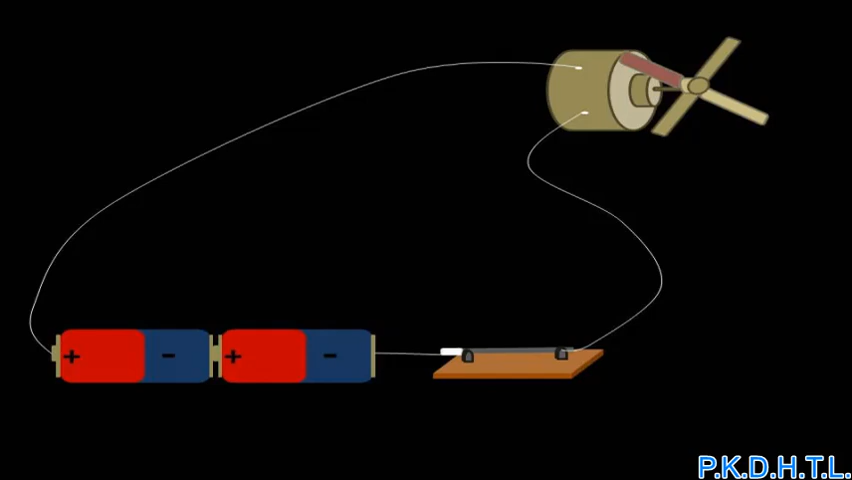 + - + -
P.K.D.H.T.L.